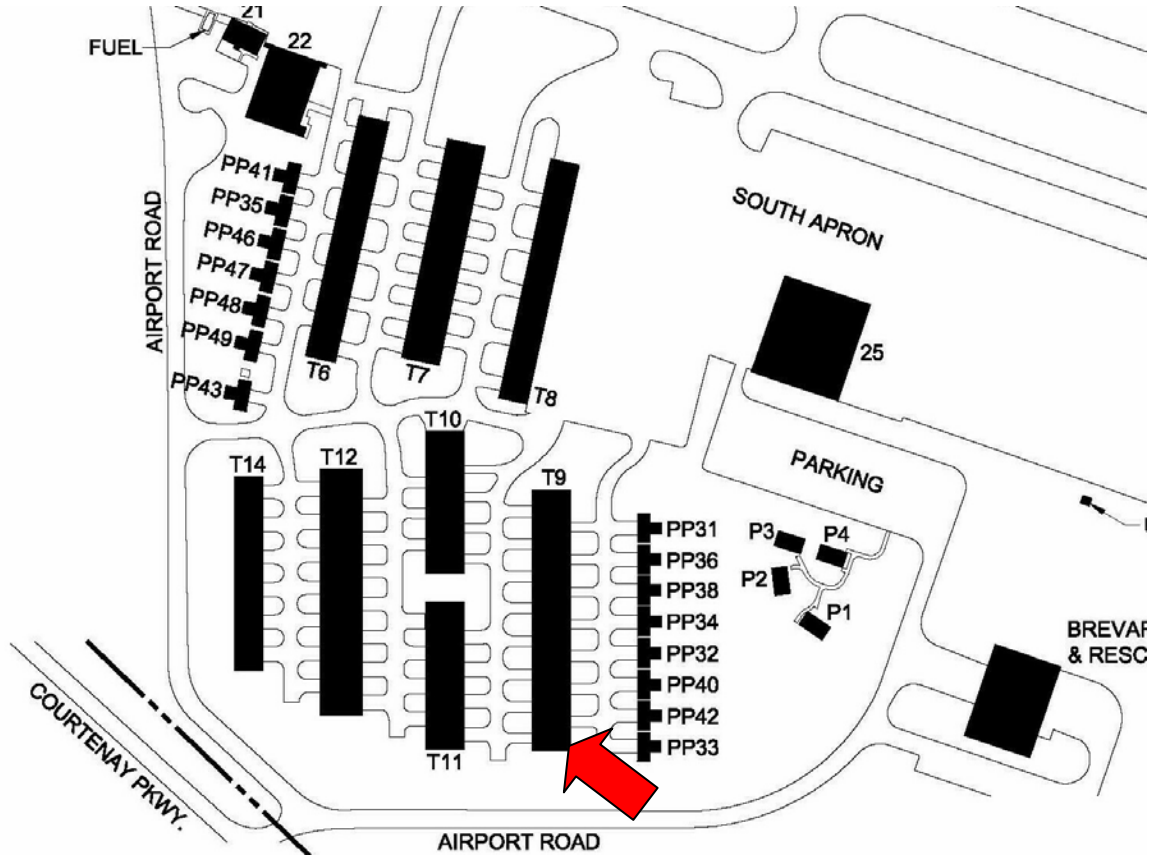 21
FUEL
22
PP41
PP35
PP46
PP47
PP48
PP49
PP43
AIRPORT ROAD
T6
T7
T8
SOUTH APRON
25
PARKING
T10
T14
T12
T9
T11
PP31
PP36
PP38
PP34
PP32
PP40
PP42
PP33
P3
P4
P2
P1
BREVAR
& RESC
COURTENAY PKWY.
AIRPORT ROAD